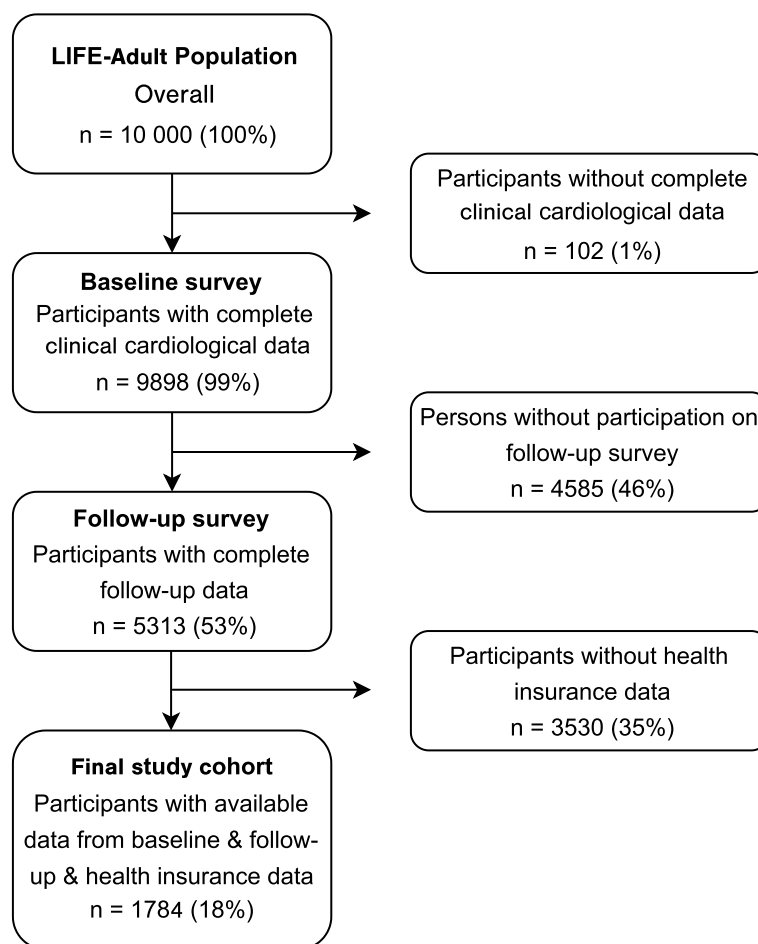 LIFE-Adult Population
Overall
n = 10 000 (100%)
Participants without complete
clinical cardiological data
n = 102 (1%)
Baseline survey
Participants with complete
clinical cardiological data
n = 9898 (99%)
Persons without participation on
follow-up survey
n = 4585 (46%)
Follow-up survey
Participants with complete
follow-up data
n = 5313 (53%)
Participants without health
insurance data
n = 3530 (35%)
Final study cohort
Participants with available
data from baseline & follow-
up & health insurance data
n = 1784 (18%)